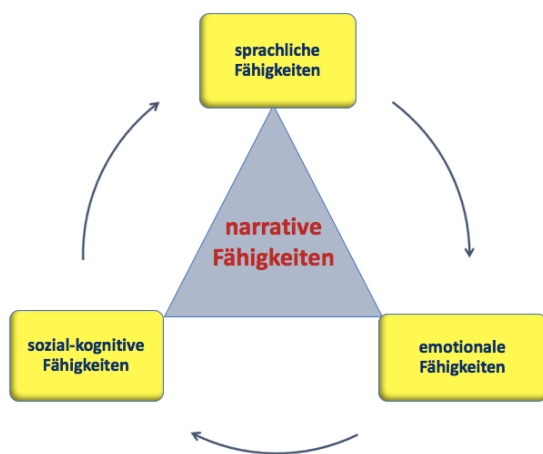 sprachliche
Fähigkeiten
narrative
Fähigkeiten
sozial-kognitive
Fähigkeiten
emotionale
Fähigkeiten